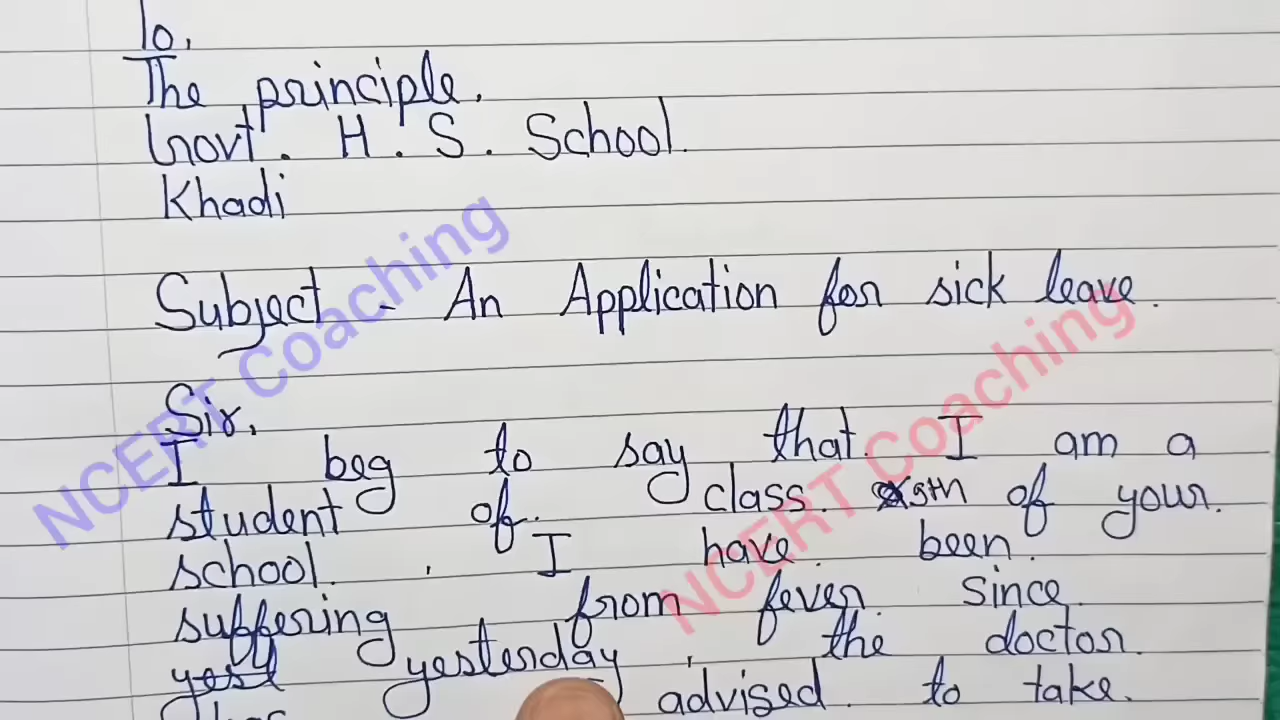 To,
The principle.
Govt. H. S. School.
Khadi
Subject - An Application for sick leave.
Sir,
I beg to say that I am a
student of class 9th of your
school. I have been
suffering from fever since
yest yesterday, the doctor
has advised to take
NCERT Coaching
NCERT Coaching